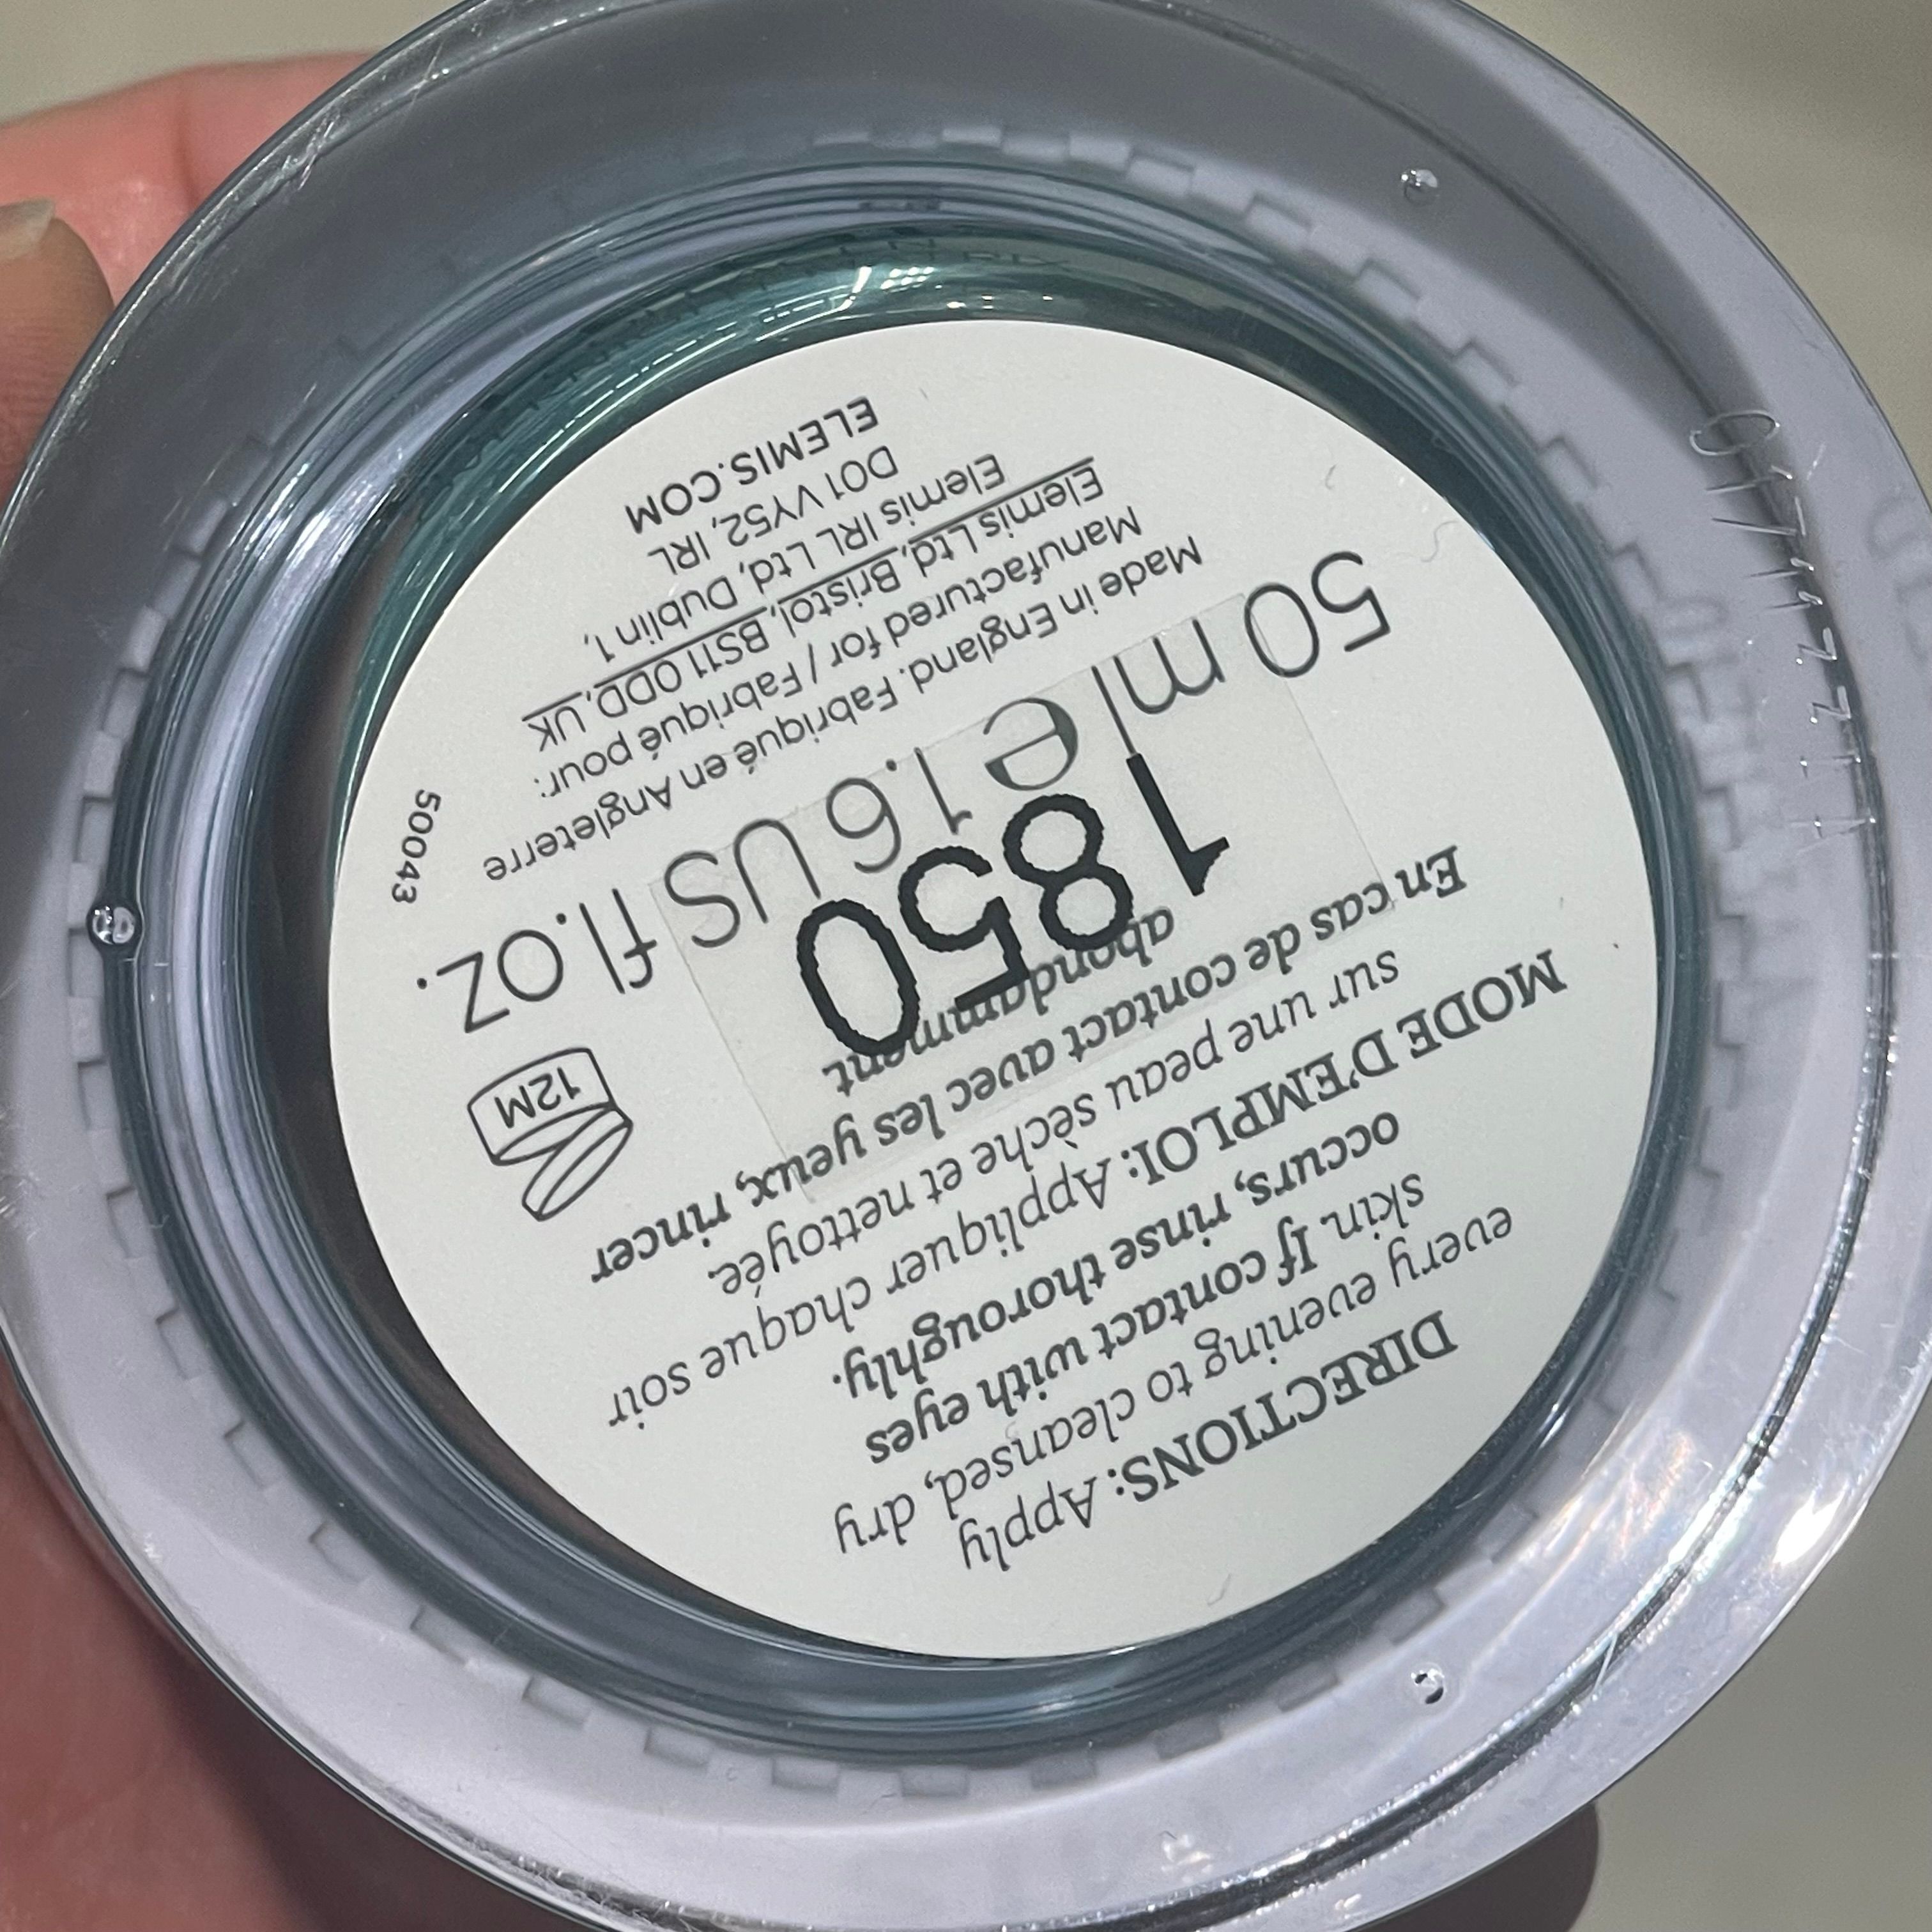 DIRECTIONS: Apply
every evening to cleansed, dry
skin. If contact with eyes
occurs, rinse thoroughly.
MODE D'EMPLOI: Appliquer chaque soir
sur une peau sèche et nettoyée.
En cas de contact avec les yeux, rincer
abondamment
1850
12M
50 ml e 1.6 US fl.oz.
Made in England. Fabriqué en Angleterre
Manufactured for / Fabriqué pour:
Elemis Ltd, Bristol, BS11 0DD, UK
Elemis IRL Ltd, Dublin 1,
D01 VY52, IRL
ELEMIS.COM
50043